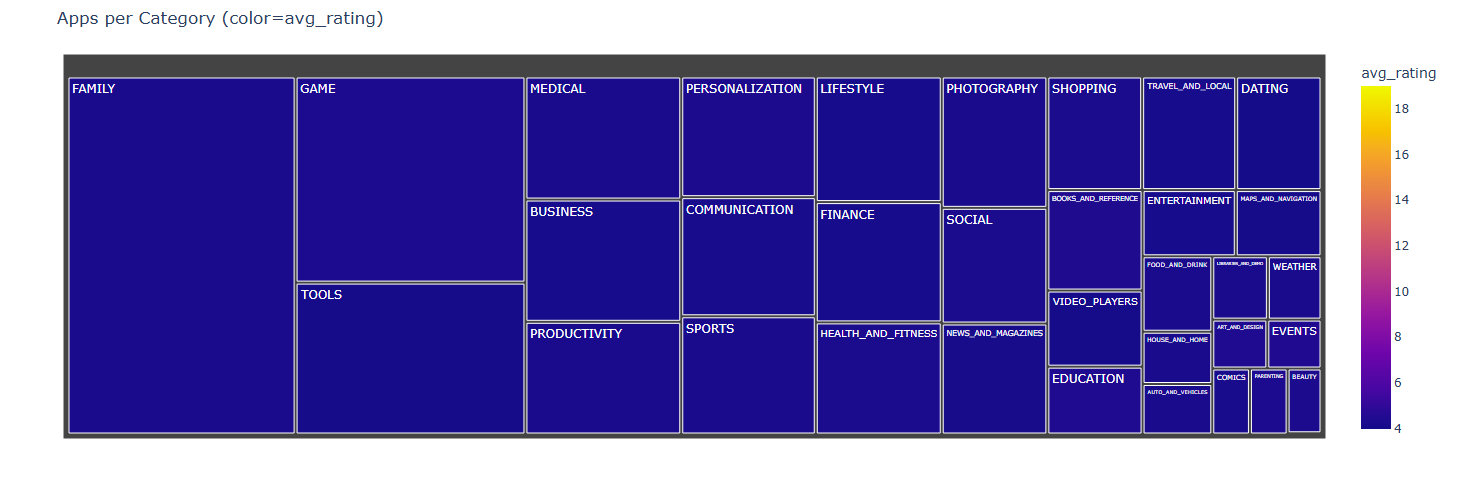 Apps per Category (color=avg_rating)
FAMILY
GAME
TOOLS
MEDICAL
BUSINESS
PRODUCTIVITY
PERSONALIZATION
COMMUNICATION
SPORTS
LIFESTYLE
FINANCE
HEALTH_AND_FITNESS
PHOTOGRAPHY
SOCIAL
NEWS_AND_MAGAZINES
SHOPPING
BOOKS_AND_REFERENCE
VIDEO_PLAYERS
EDUCATION
TRAVEL_AND_LOCAL
DATING
ENTERTAINMENT
MAPS_AND_NAVIGATION
FOOD_AND_DRINK
HOUSE_AND_HOME
AUTO_AND_VEHICLES
LIBRARIES_AND_DEMO
WEATHER
ART_AND_DESIGN
EVENTS
COMICS
PARENTING
BEAUTY
avg_rating
18
16
14
12
10
8
6
4